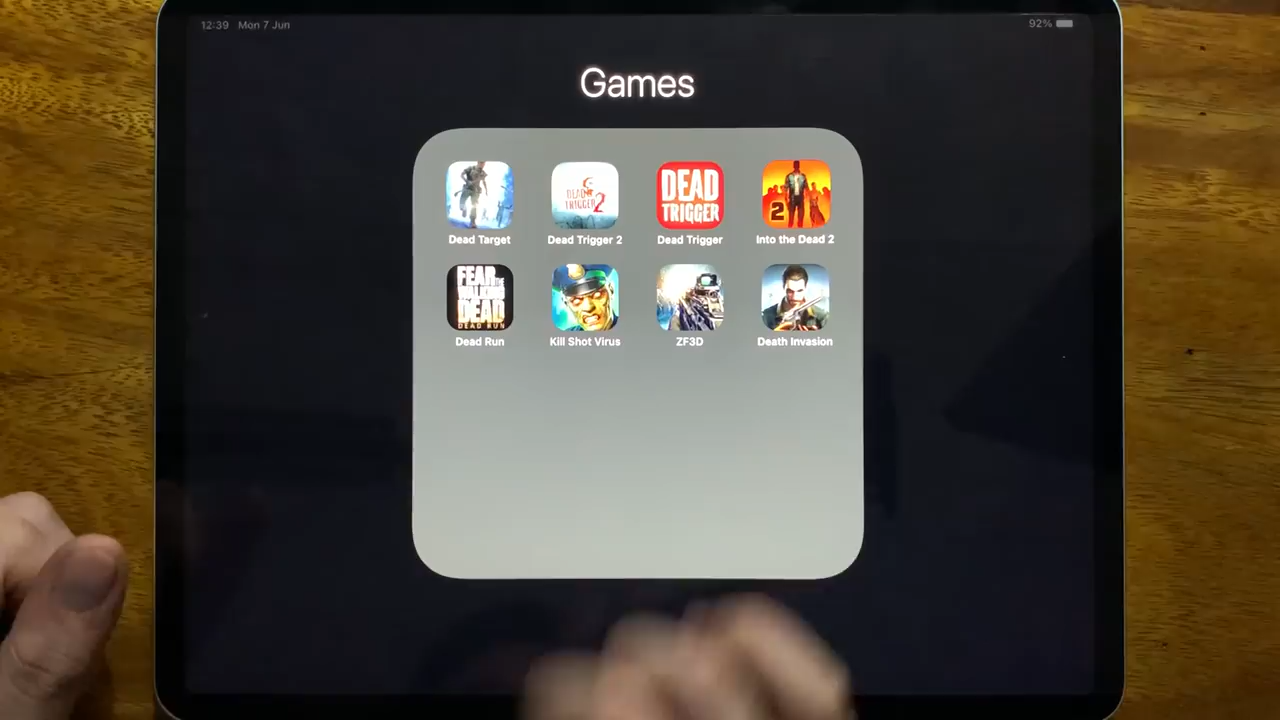 12:39 Mon 7 Jun
92%
Games
DEAD TRIGGER 2
DEAD TRIGGER
2
Dead Target
Dead Trigger 2
Dead Trigger
Into the Dead 2
FEAR THE WALKING DEAD
DEAD RUN
Dead Run
Kill Shot Virus
ZF3D
Death Invasion